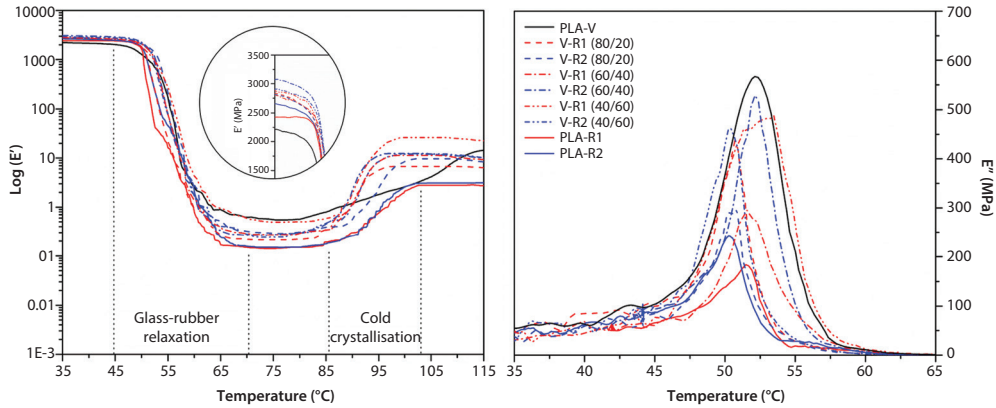 1000
100
10
1
01
0.01
1E-3
Log (E')
3500
3000
2500
2000
1500
E' (MPa)
Glass-rubber
relaxation
Cold
crystallisation
35 45 55 65 75 85 95 105 115
Temperature (°C)
PLA-V
V-R1 (80/20)
V-R2 (80/20)
V-R1 (60/40)
V-R2 (60/40)
V-R1 (40/60)
V-R2 (40/60)
PLA-R1
PLA-R2
700
600
500
400
300
200
100
0
E" (MPa)
35 40 45 50 55 60 65
Temperature (°C)